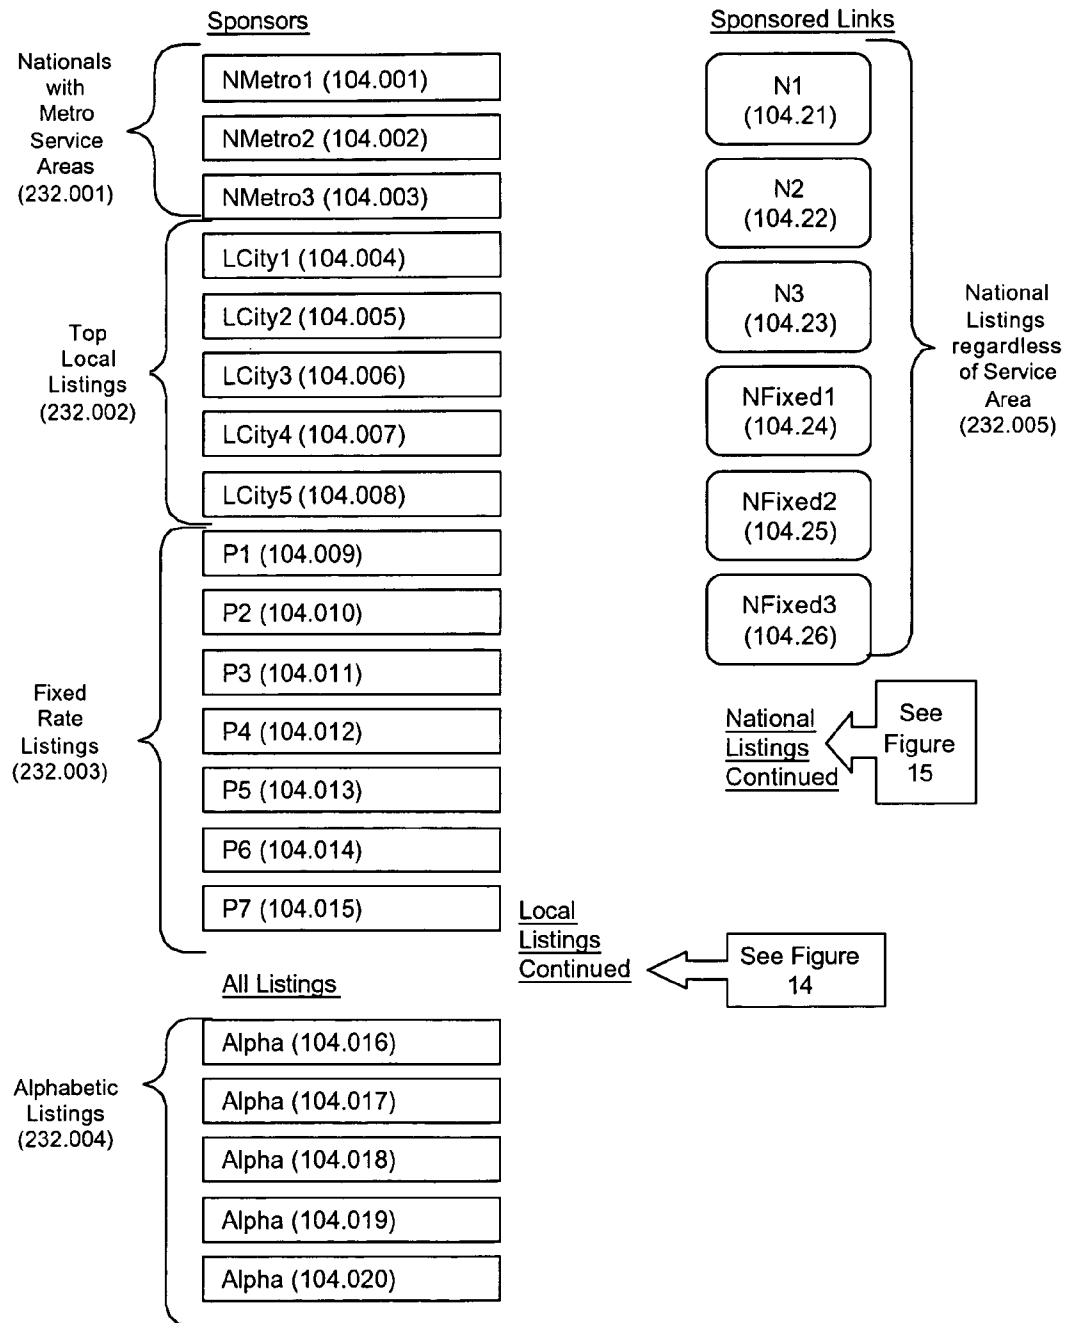 Sponsors
Nationals
with
Metro
Service
Areas
(232.001)
NMetro1 (104.001)
NMetro2 (104.002)
NMetro3 (104.003)
Top
Local
Listings
(232.002)
LCity1 (104.004)
LCity2 (104.005)
LCity3 (104.006)
LCity4 (104.007)
LCity5 (104.008)
Fixed
Rate
Listings
(232.003)
P1 (104.009)
P2 (104.010)
P3 (104.011)
P4 (104.012)
P5 (104.013)
P6 (104.014)
P7 (104.015)
Local
Listings
Continued
See Figure
14
All Listings
Alphabetic
Listings
(232.004)
Alpha (104.016)
Alpha (104.017)
Alpha (104.018)
Alpha (104.019)
Alpha (104.020)
Sponsored Links
N1
(104.21)
N2
(104.22)
N3
(104.23)
NFixed1
(104.24)
NFixed2
(104.25)
NFixed3
(104.26)
National
Listings
regardless
of Service
Area
(232.005)
National
Listings
Continued
See
Figure
15